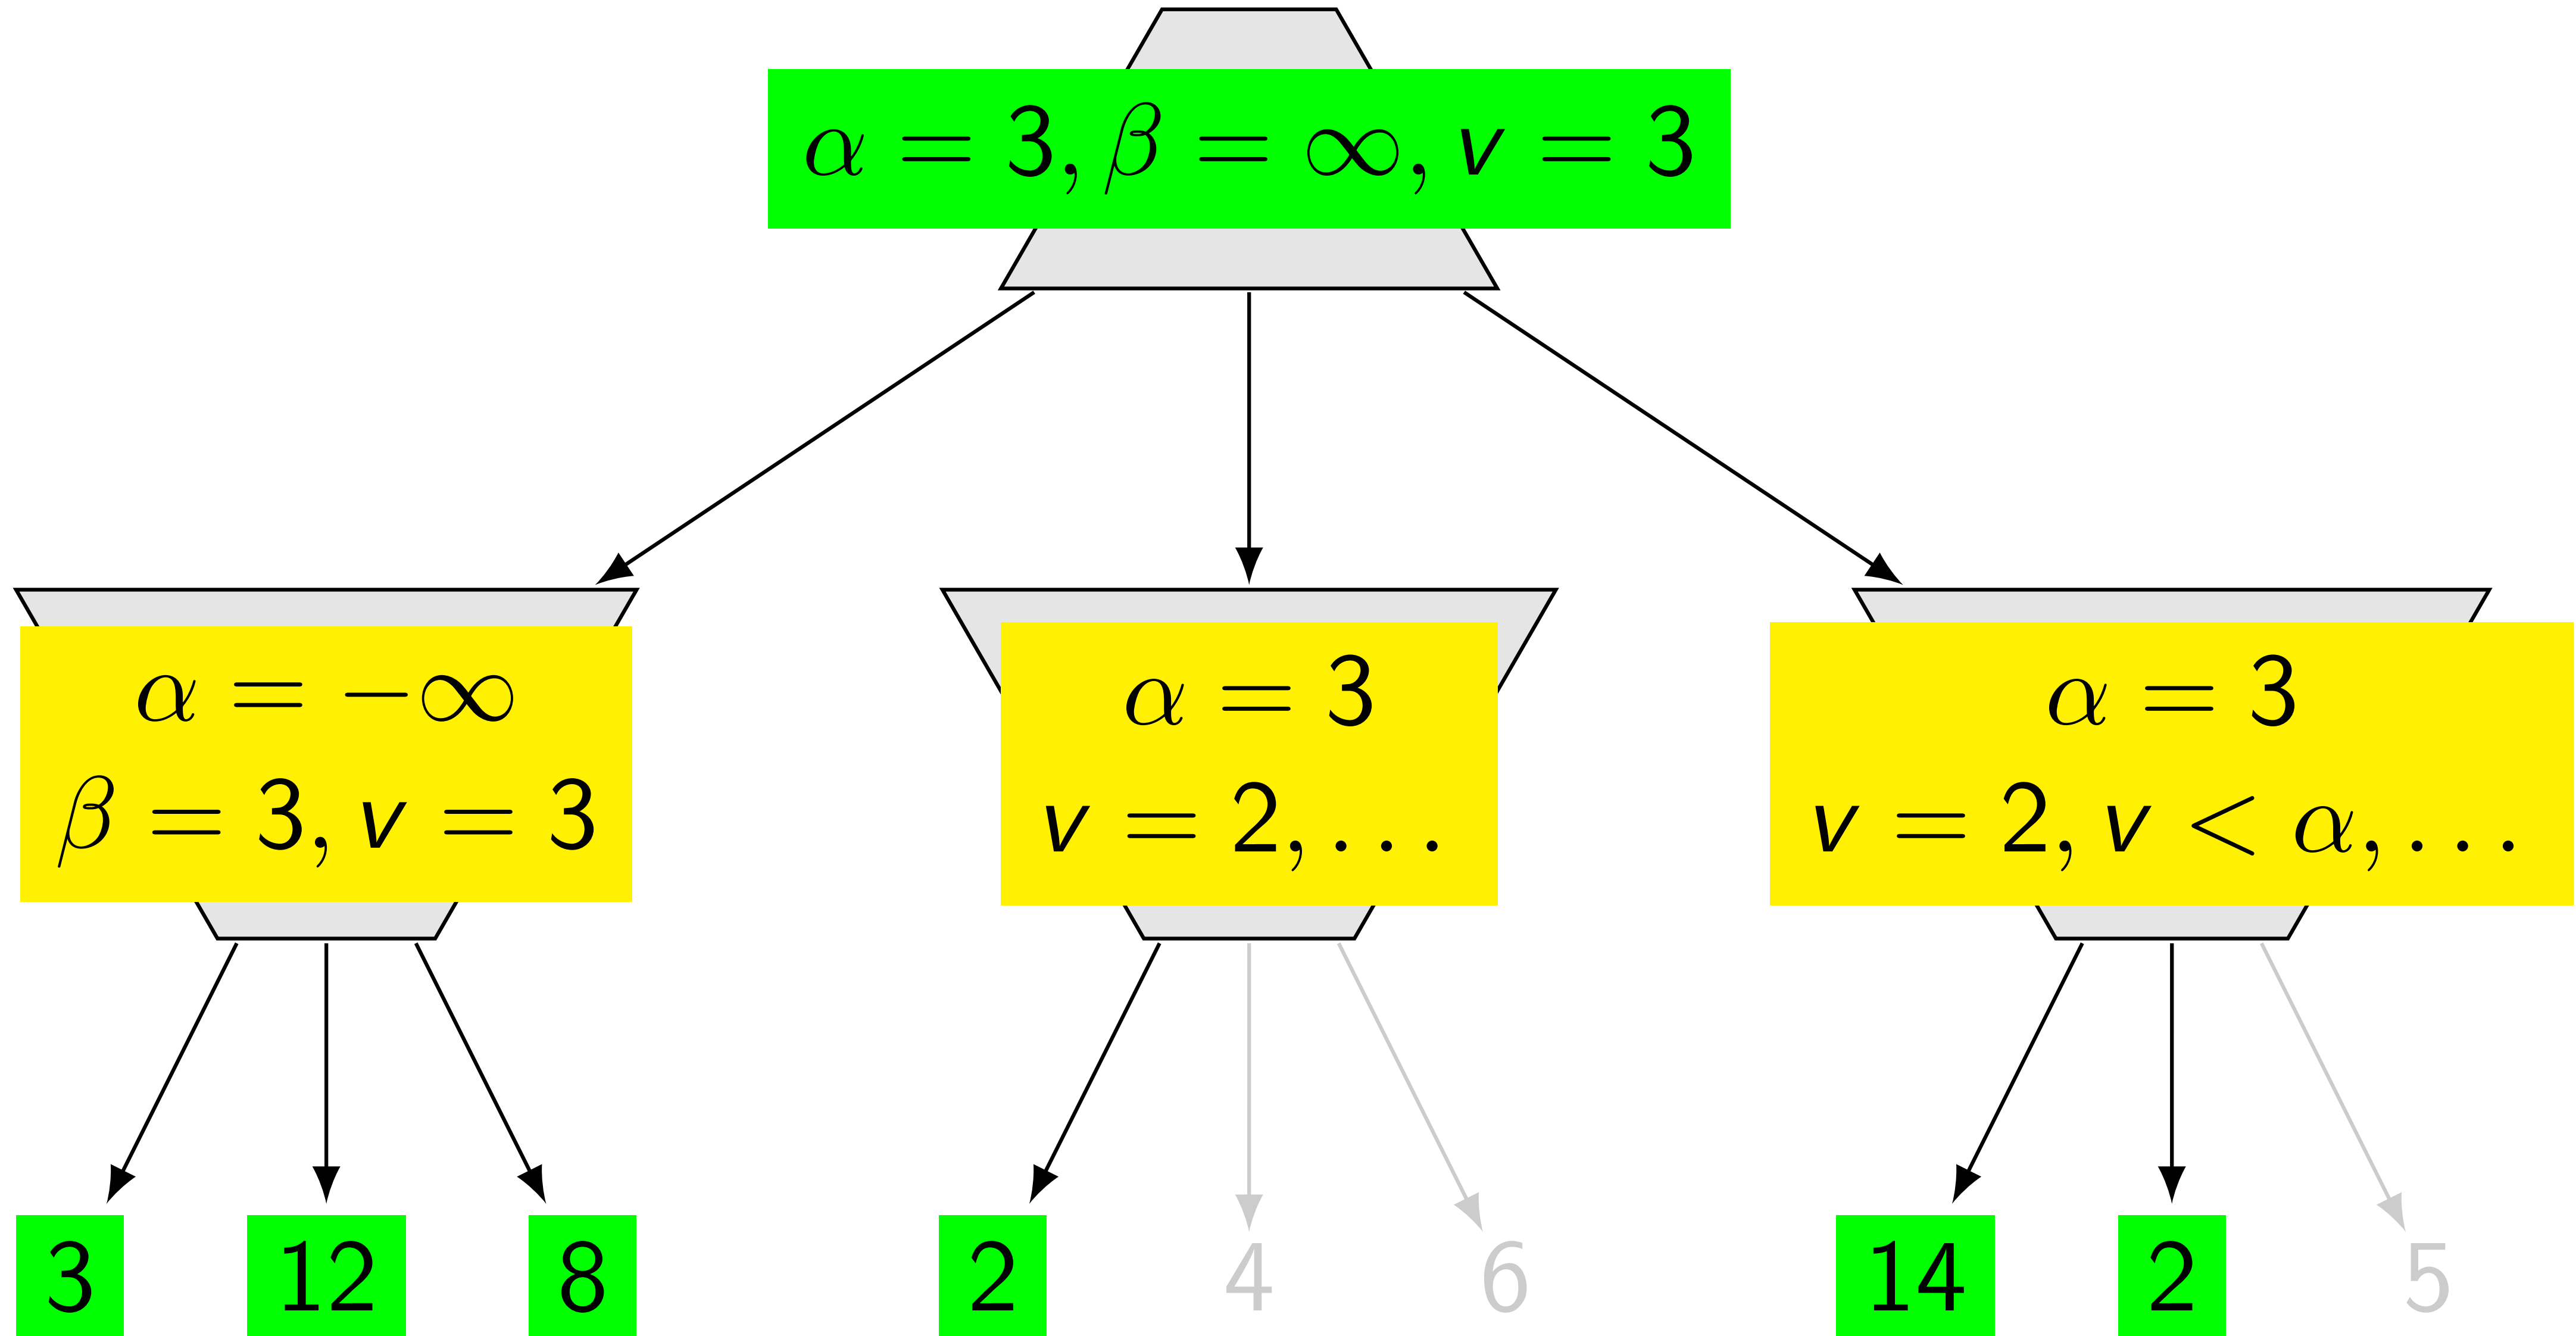 α = 3, β = ∞, v = 3
α = −∞
β = 3, v = 3
α = 3
v = 2, . . .
α = 3
v = 2, v < α, . . .
3
12
8
2
4
6
14
2
5